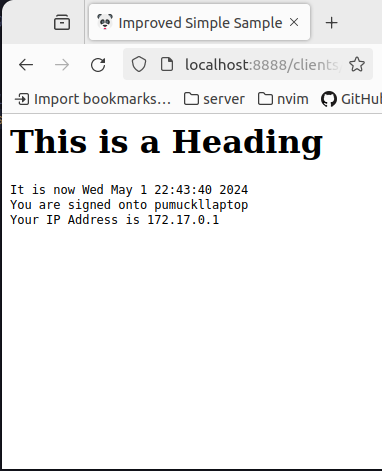 Improved Simple Sample
localhost:8888/clients/
Import bookmarks… server nvim GitHu
This is a Heading
It is now Wed May 1 22:43:40 2024
You are signed onto pumuckllaptop
Your IP Address is 172.17.0.1